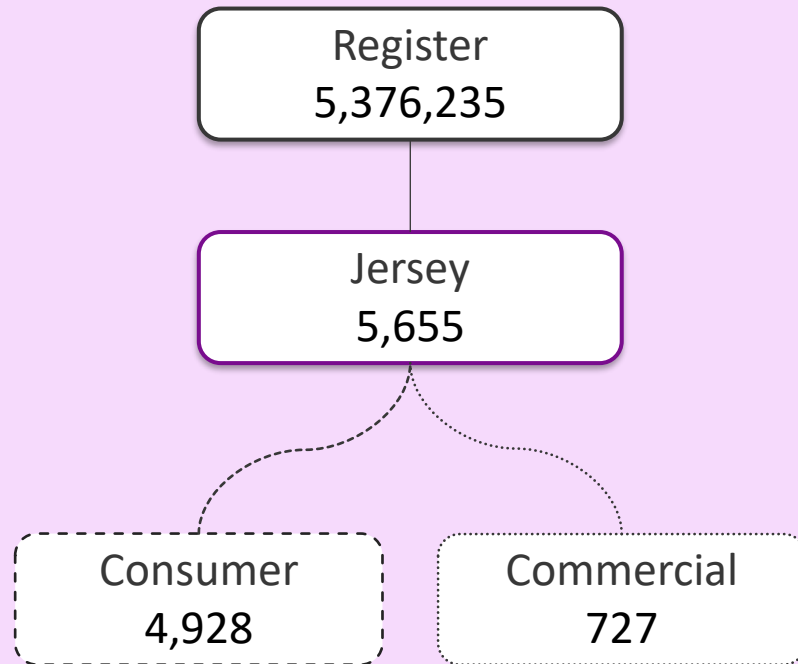 Register
5,376,235
Jersey
5,655
Consumer
4,928
Commercial
727